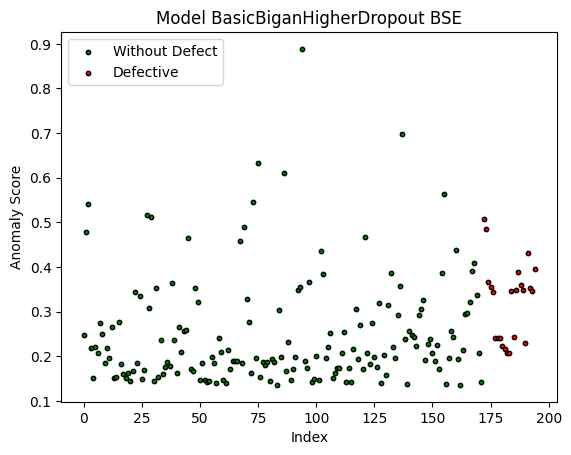 Model BasicBiganHigherDropout BSE
Without Defect
Defective
Anomaly Score
0.9
0.8
0.7
0.6
0.5
0.4
0.3
0.2
0.1
0 25 50 75 100 125 150 175 200
Index